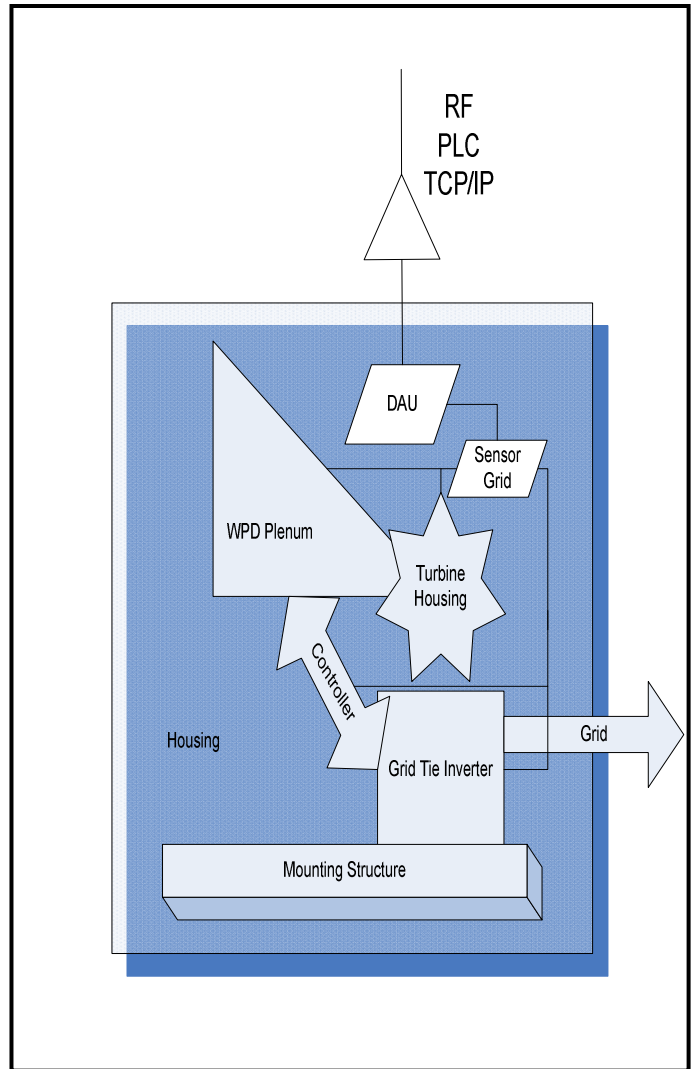 RF
PLC
TCP/IP
DAU
Sensor
Grid
WPD Plenum
Turbine
Housing
Controller
Housing
Grid
Grid Tie Inverter
Mounting Structure